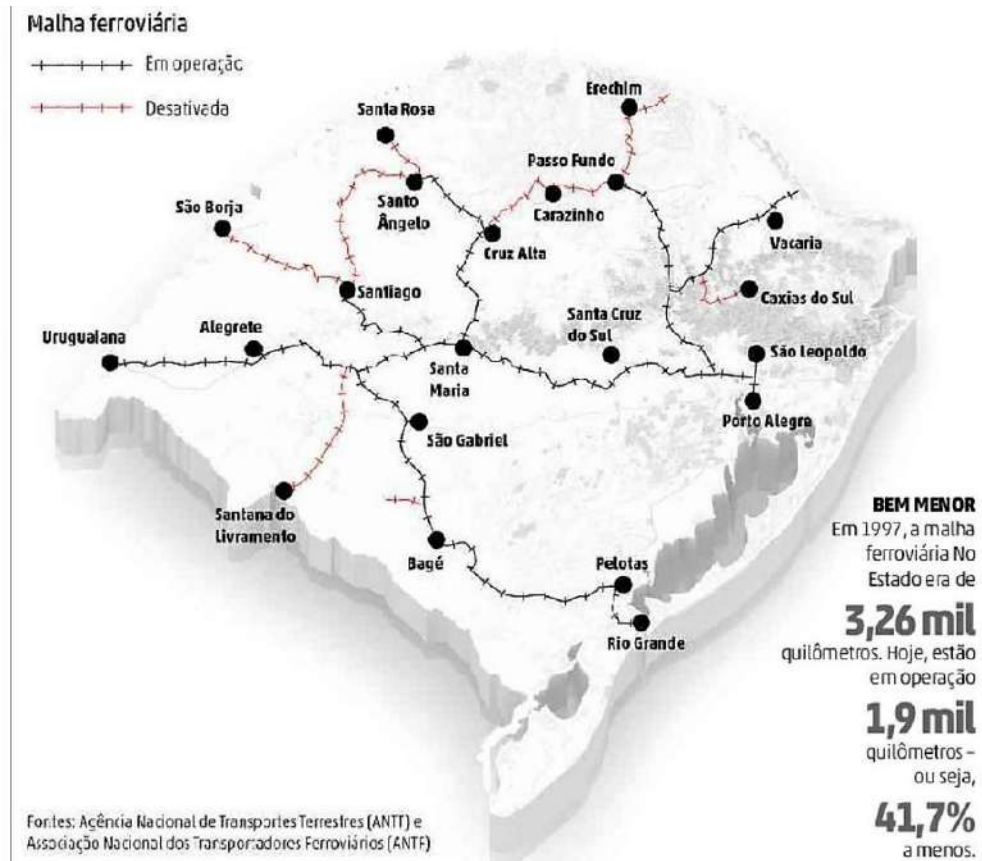 Malha ferroviária
Em operação
Desativada
Erechim
Santa Rosa
Passo Fundo
Santo
Ângelo
Carazinho
São Borja
Cruz Alta
Vacaria
Santiago
Caxias do Sul
Santa Cruz
do Sul
Uruguaiana
Alegrete
São Leopoldo
Santa
Maria
Porto Alegre
São Gabriel
Santana do
Livramento
Bagé
Pelotas
Rio Grande
BEM MENOR
Em 1997, a malha
ferroviária No
Estado era de
3,26 mil
quilômetros. Hoje, estão
em operação
1,9 mil
quilômetros –
ou seja,
41,7%
a menos.
Fontes: Agência Nacional de Transportes Terrestres (ANTT) e
Associação Nacional dos Transportadores Ferroviários (ANTF)